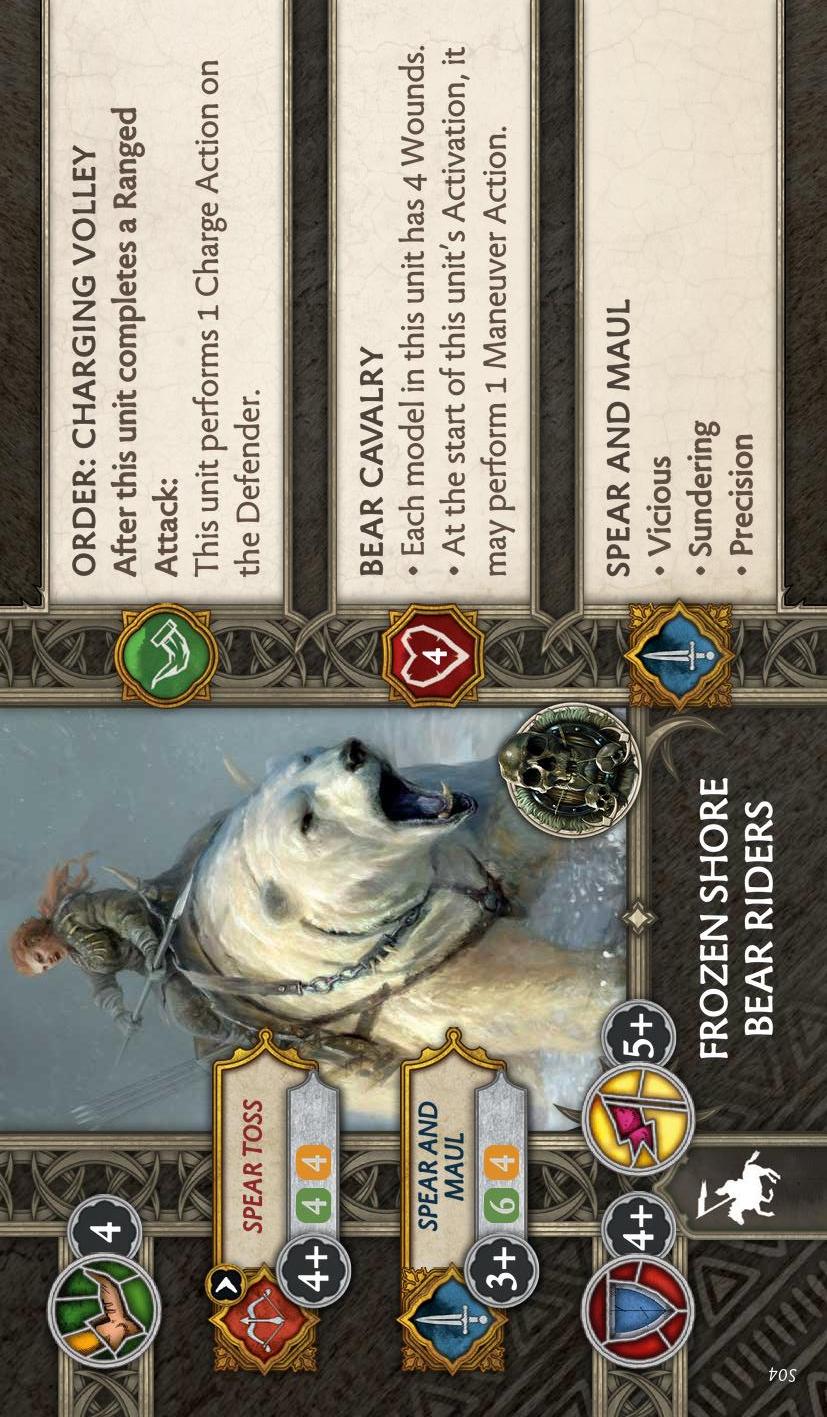 4
SPEAR TOSS
4+ 4 4
SPEAR AND
MAUL
3+ 6 4
4+ 5+
FROZEN SHORE
BEAR RIDERS
S04
ORDER: CHARGING VOLLEY
After this unit completes a Ranged
Attack:
This unit performs 1 Charge Action on
the Defender.
4
BEAR CAVALRY
• Each model in this unit has 4 Wounds.
• At the start of this unit's Activation, it
may perform 1 Maneuver Action.
SPEAR AND MAUL
• Vicious
• Sundering
• Precision